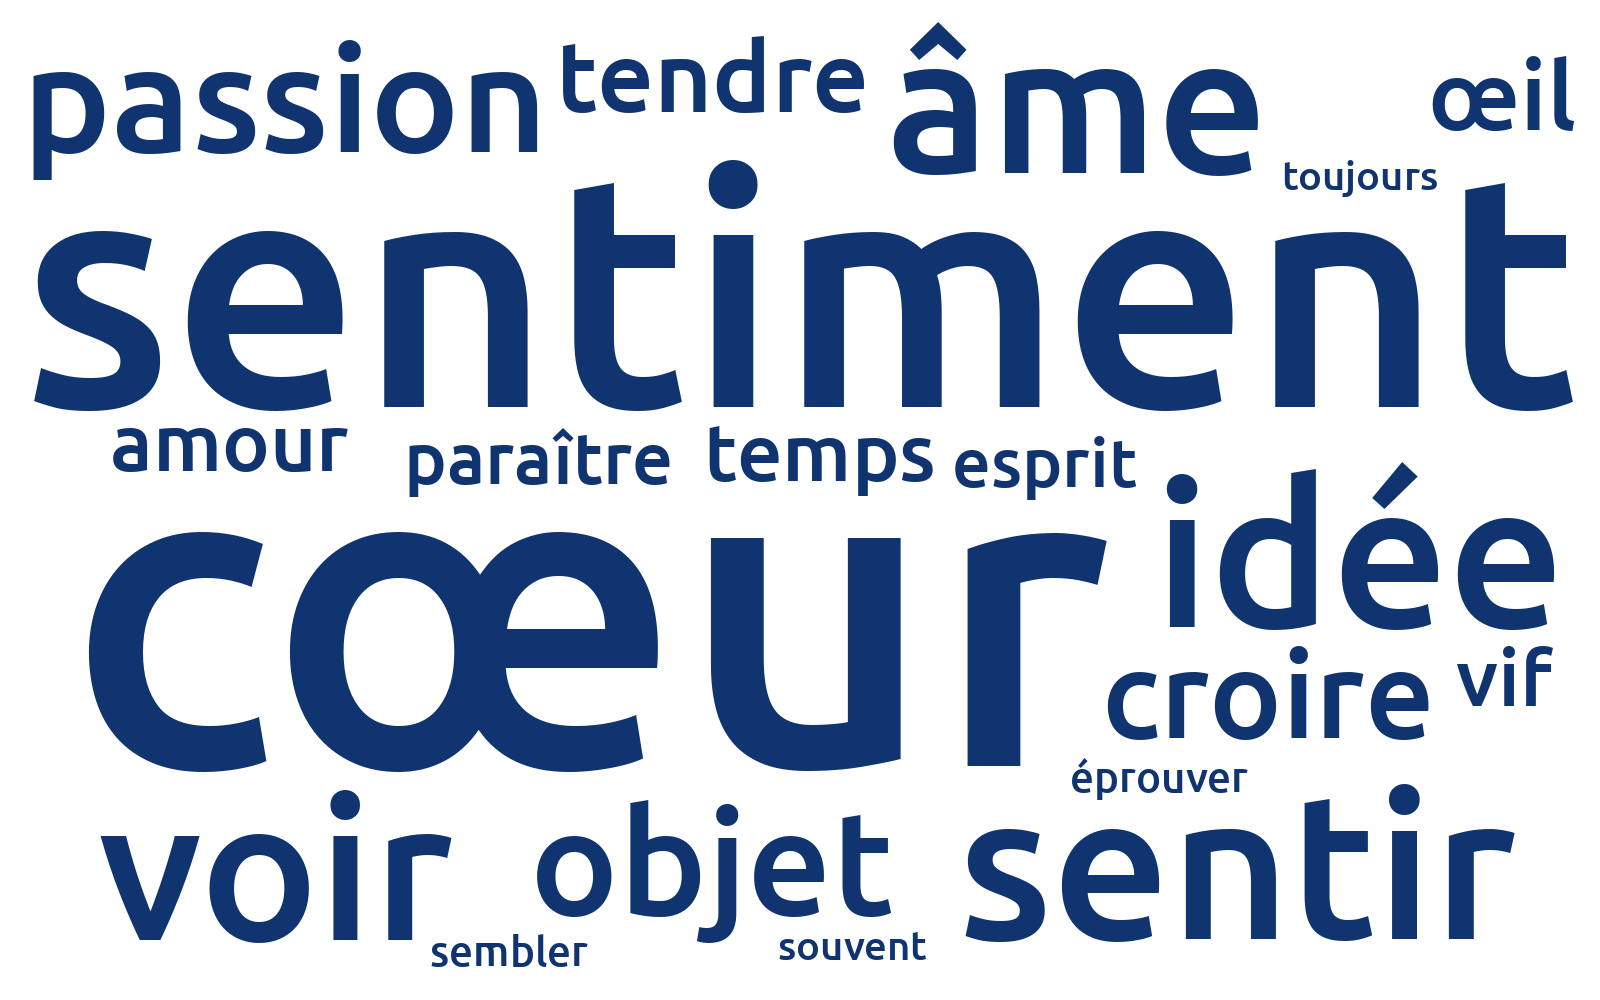 passion tendre âme œil
toujours
sentiment
amour paraître temps esprit
cœur idée
croire vif
éprouver
voir objet sentir
sembler souvent